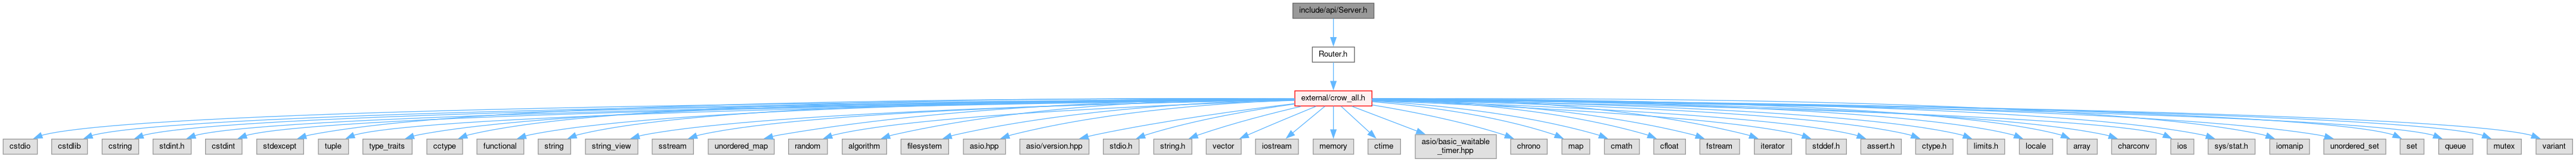 include/api/Server.h
Router.h
external/crow_all.h
cstdio
cstdlib
cstring
stdint.h
cstdint
stdexcept
tuple
type_traits
cctype
functional
string
string_view
sstream
unordered_map
random
algorithm
filesystem
asio.hpp
asio/version.hpp
stdio.h
string.h
vector
iostream
memory
ctime
asio/basic_waitable
_timer.hpp
chrono
map
cmath
cfloat
fstream
iterator
stddef.h
assert.h
ctype.h
limits.h
locale
array
charconv
ios
sys/stat.h
iomanip
unordered_set
set
queue
mutex
variant